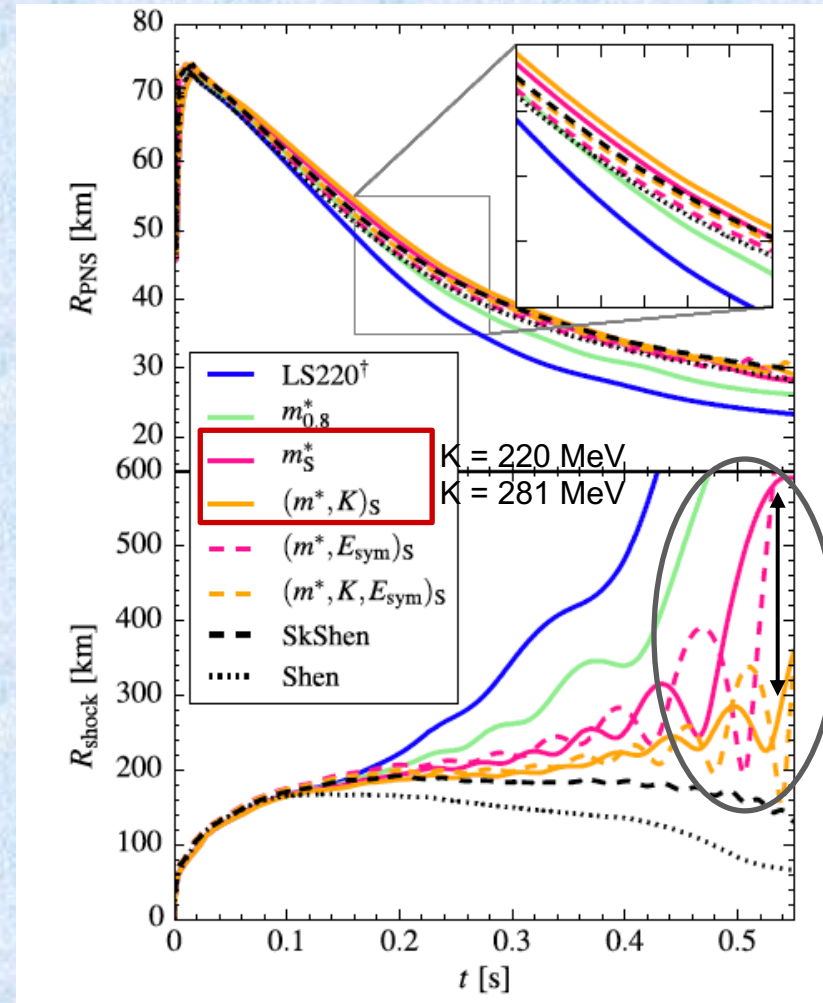 80
70
60
50
40
30
20
R_PNS [km]
LS220†
m*_0.8
m*_S K = 220 MeV
(m*, K)_S K = 281 MeV
(m*, E_sym)_S
(m*, K, E_sym)_S
SkShen
Shen
600
500
400
300
200
100
0
R_shock [km]
0 0.1 0.2 0.3 0.4 0.5
t [s]